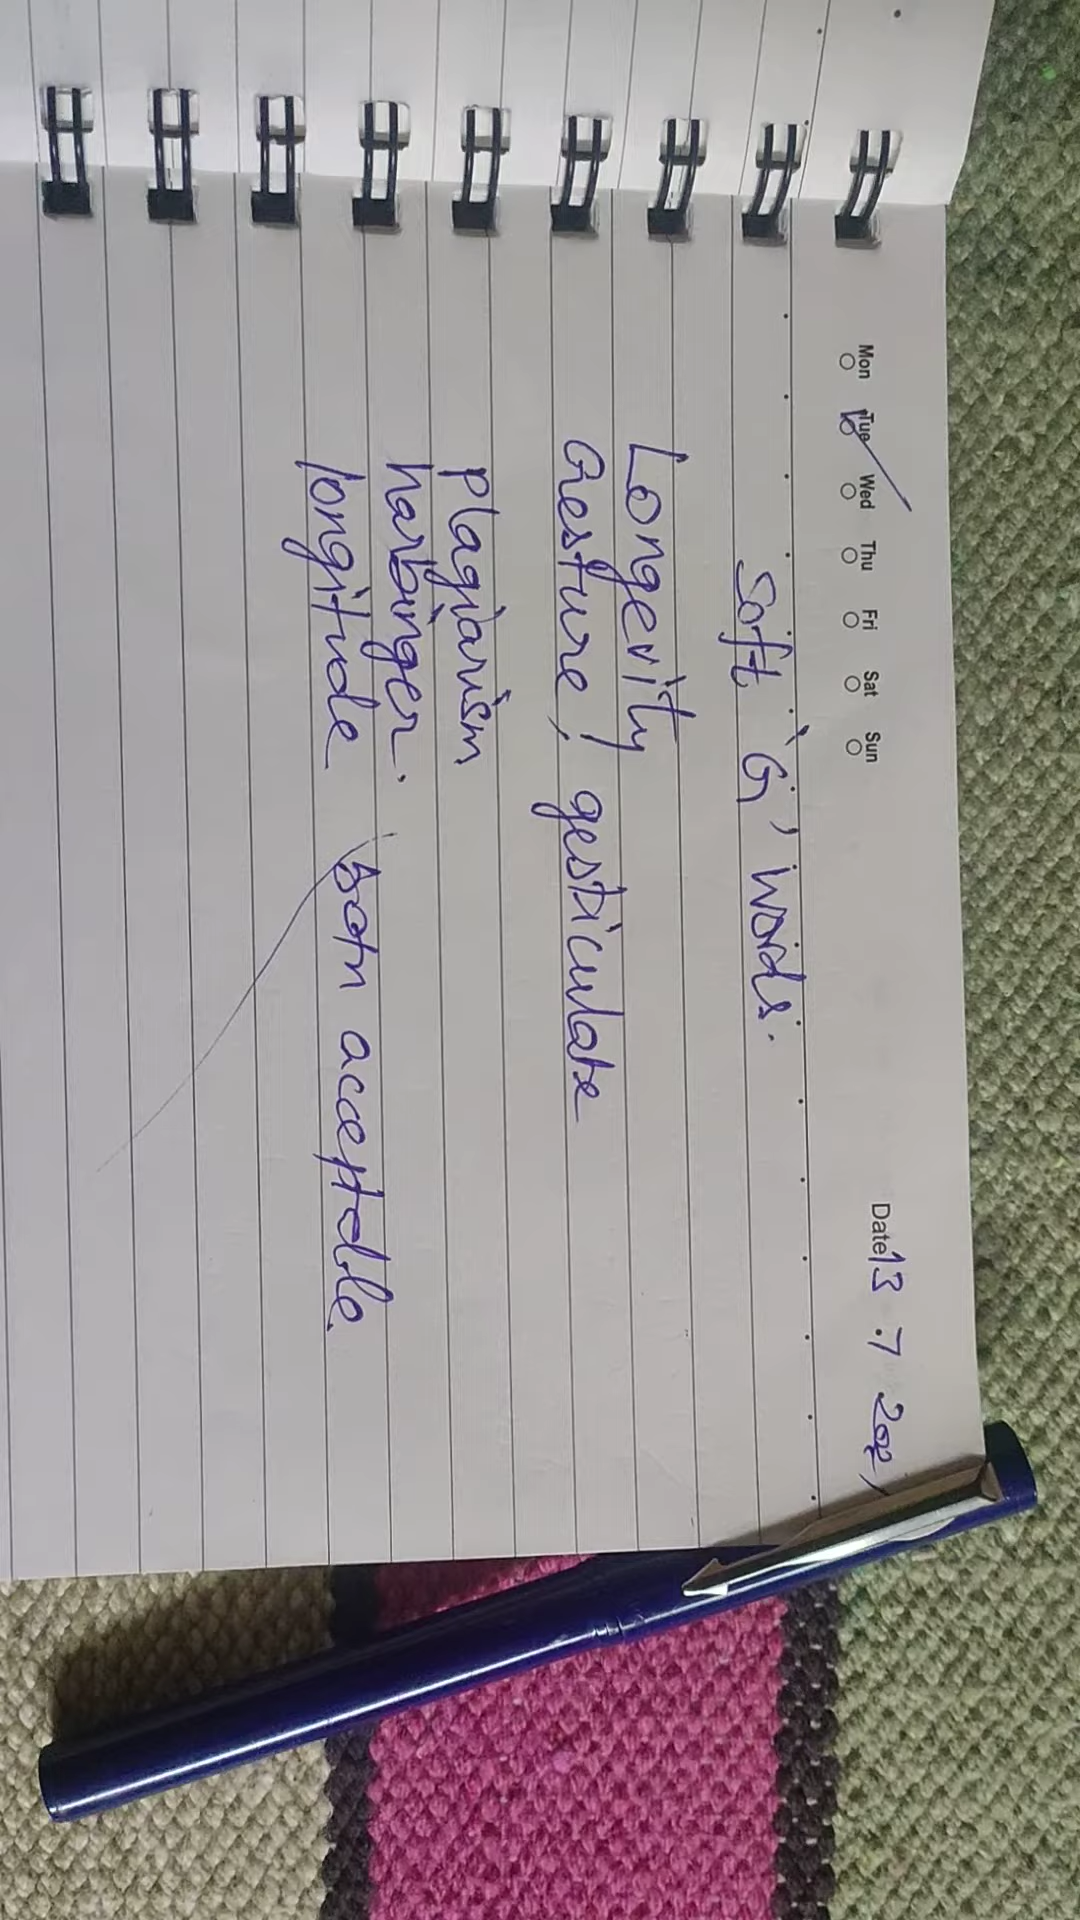 Mon Tue Wed Thu Fri Sat Sun
Date 13 . 7
Soft 'G' words.
Longevity
Gesture / gesticulate
plagiarism
harbinger.
longitude both acceptable